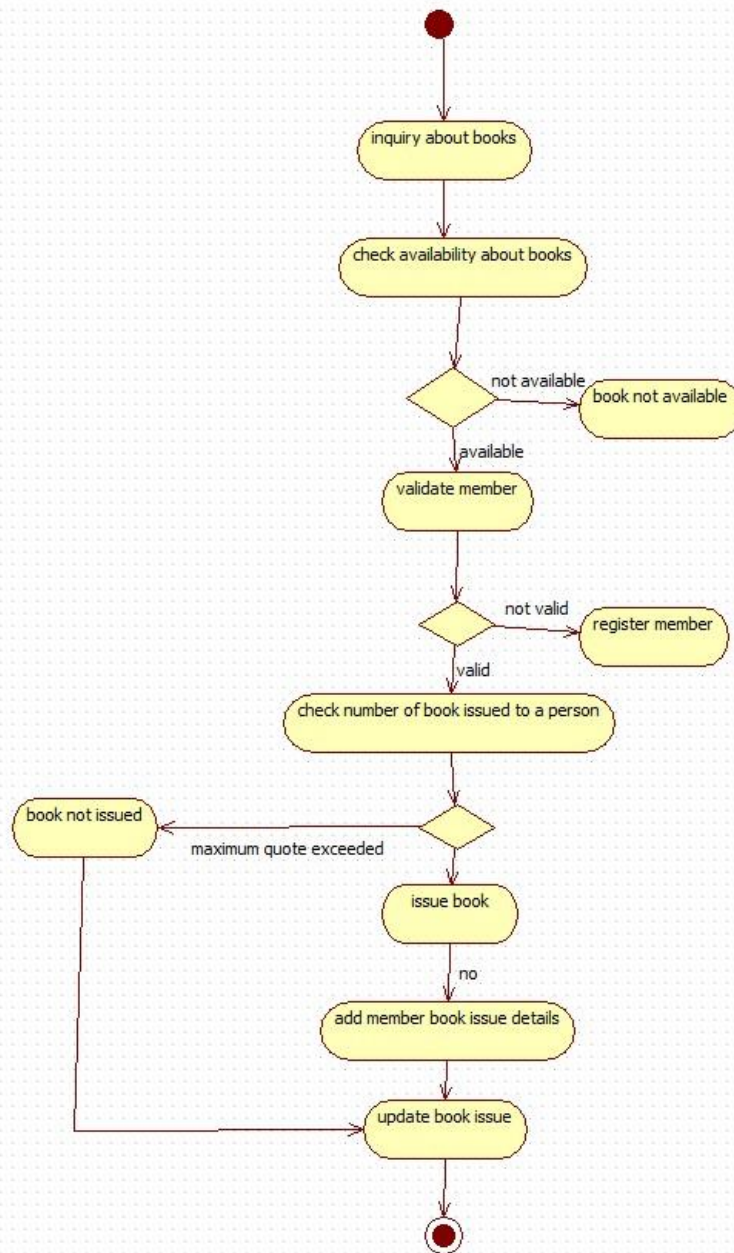 inquiry about books
check availability about books
not available
book not available
available
validate member
not valid
register member
valid
check number of book issued to a person
book not issued
maximum quote exceeded
issue book
no
add member book issue details
update book issue